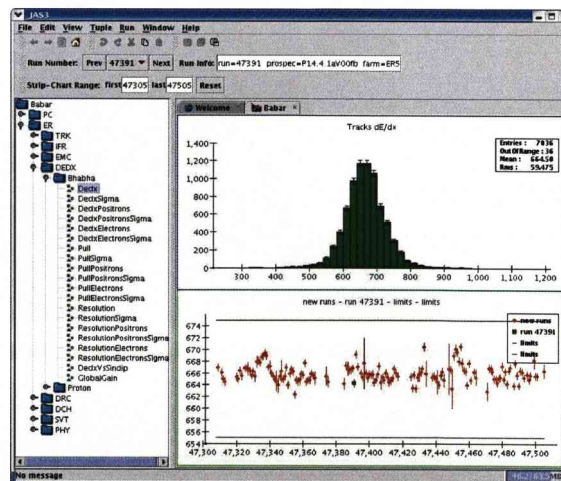 JAS3
File Edit View Tuple Run Window Help
Run Number: Prev 47391 Next Run Info: run=47391 prospec=P14.4.1aV00fb farm=ER5
Strip-Chart Range: first 47305 last 47505 Reset
Babar
PC
ER
TRK
IFR
EMC
DEDX
Bhabha
Dedx
DedxSigma
DedxPositrons
DedxPositronsSigma
DedxElectrons
DedxElectronsSigma
Pull
PullSigma
PullPositrons
PullPositronsSigma
PullElectrons
PullElectronsSigma
Resolution
ResolutionSigma
ResolutionPositrons
ResolutionPositronsSigma
ResolutionElectrons
ResolutionElectronsSigma
DedxVsSindip
GlobalGain
Proton
DRC
DCH
SVT
PHY
Welcome × Babar ×
Tracks dE/dx
Entries : 7036
OutOfRange : 36
Mean : 664.50
Rms : 59.475
1,400
1,200
1,000
800
600
400
200
0
300 400 500 600 700 800 900 1,000 1,100 1,200
new runs - run 47391 - limits - limits
new runs
run 47391
limits
limits
674
672
670
668
666
664
662
660
658
656
654
47,300 47,320 47,340 47,360 47,380 47,400 47,420 47,440 47,460 47,480 47,500
No message